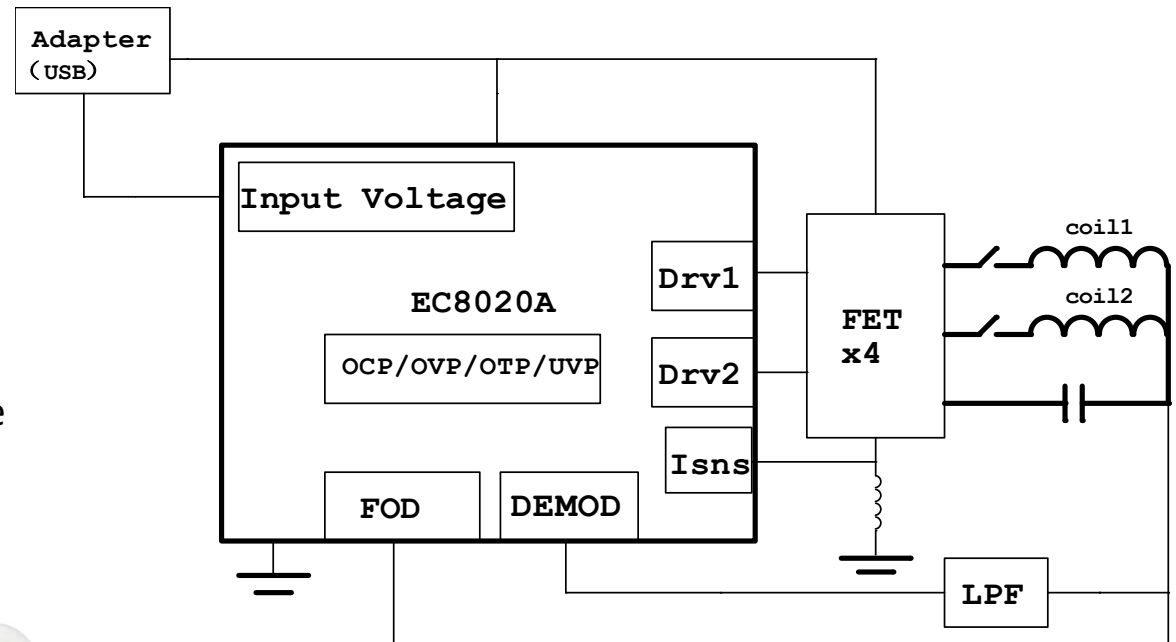 Adapter
(USB)
Input Voltage
EC8020A
OCP/OVP/OTP/UVP
Drv1
Drv2
Isns
FOD
DEMOD
FET
x4
coil1
coil2
LPF
e